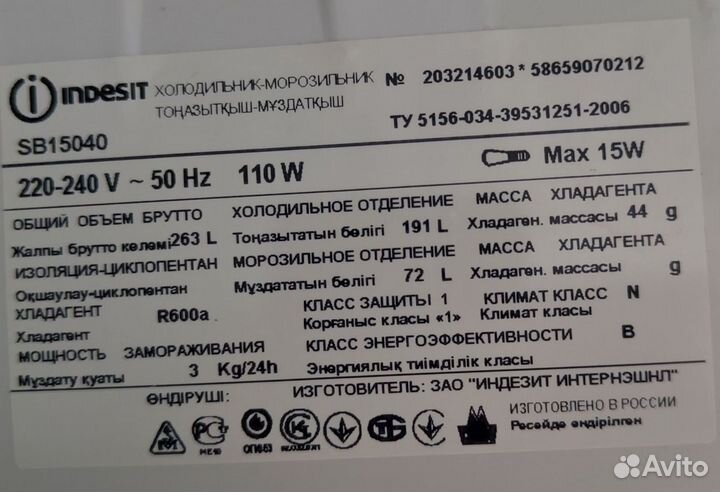 INDESIT ХОЛОДИЛЬНИК-МОРОЗИЛЬНИК № 203214603 * 58659070212
ТОҢАЗЫТҚЫШ-МҰЗДАТҚЫШ
ТУ 5156-034-39531251-2006
SB15040
220-240 V ~ 50 Hz 110 W Max 15W
ОБЩИЙ ОБЪЕМ БРУТТО ХОЛОДИЛЬНОЕ ОТДЕЛЕНИЕ МАССА ХЛАДАГЕНТА
Жалпы брутто көлемі 263 L Тоңазытатын бөлігі 191 L Хладаген. массасы 44 g
ИЗОЛЯЦИЯ-ЦИКЛОПЕНТАН МОРОЗИЛЬНОЕ ОТДЕЛЕНИЕ МАССА ХЛАДАГЕНТА
Оқшаулау-циклопентан Мұздататын бөлігі 72 L Хладаген. массасы g
ХЛАДАГЕНТ R600a КЛАСС ЗАЩИТЫ 1 КЛИМАТ КЛАСС N
Хладагент Қорғаныс класы «1» Климат класы
МОЩНОСТЬ ЗАМОРАЖИВАНИЯ КЛАСС ЭНЕРГОЭФФЕКТИВНОСТИ B
Мұздату қуаты 3 Kg/24h Энергиялық тиімділік класы
ӨНДІРУШІ: ИЗГОТОВИТЕЛЬ: ЗАО "ИНДЕЗИТ ИНТЕРНЭШНЛ"
ИЗГОТОВЛЕНО В РОССИИ
Ресейде өндірілген
МЕ10 ОП053
Avito